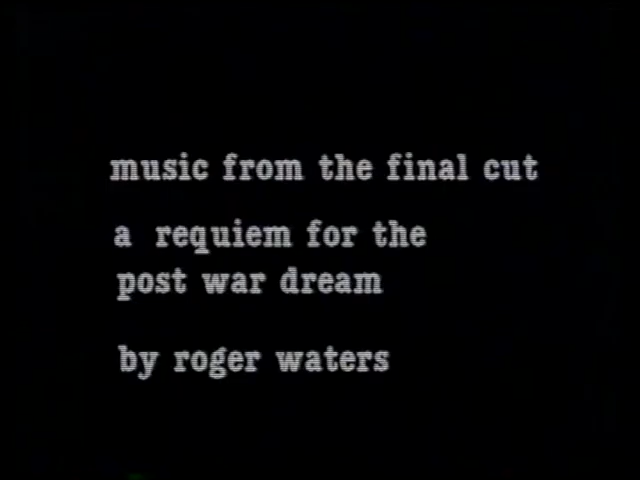 music from the final cut
a requiem for the
post war dream
by roger waters